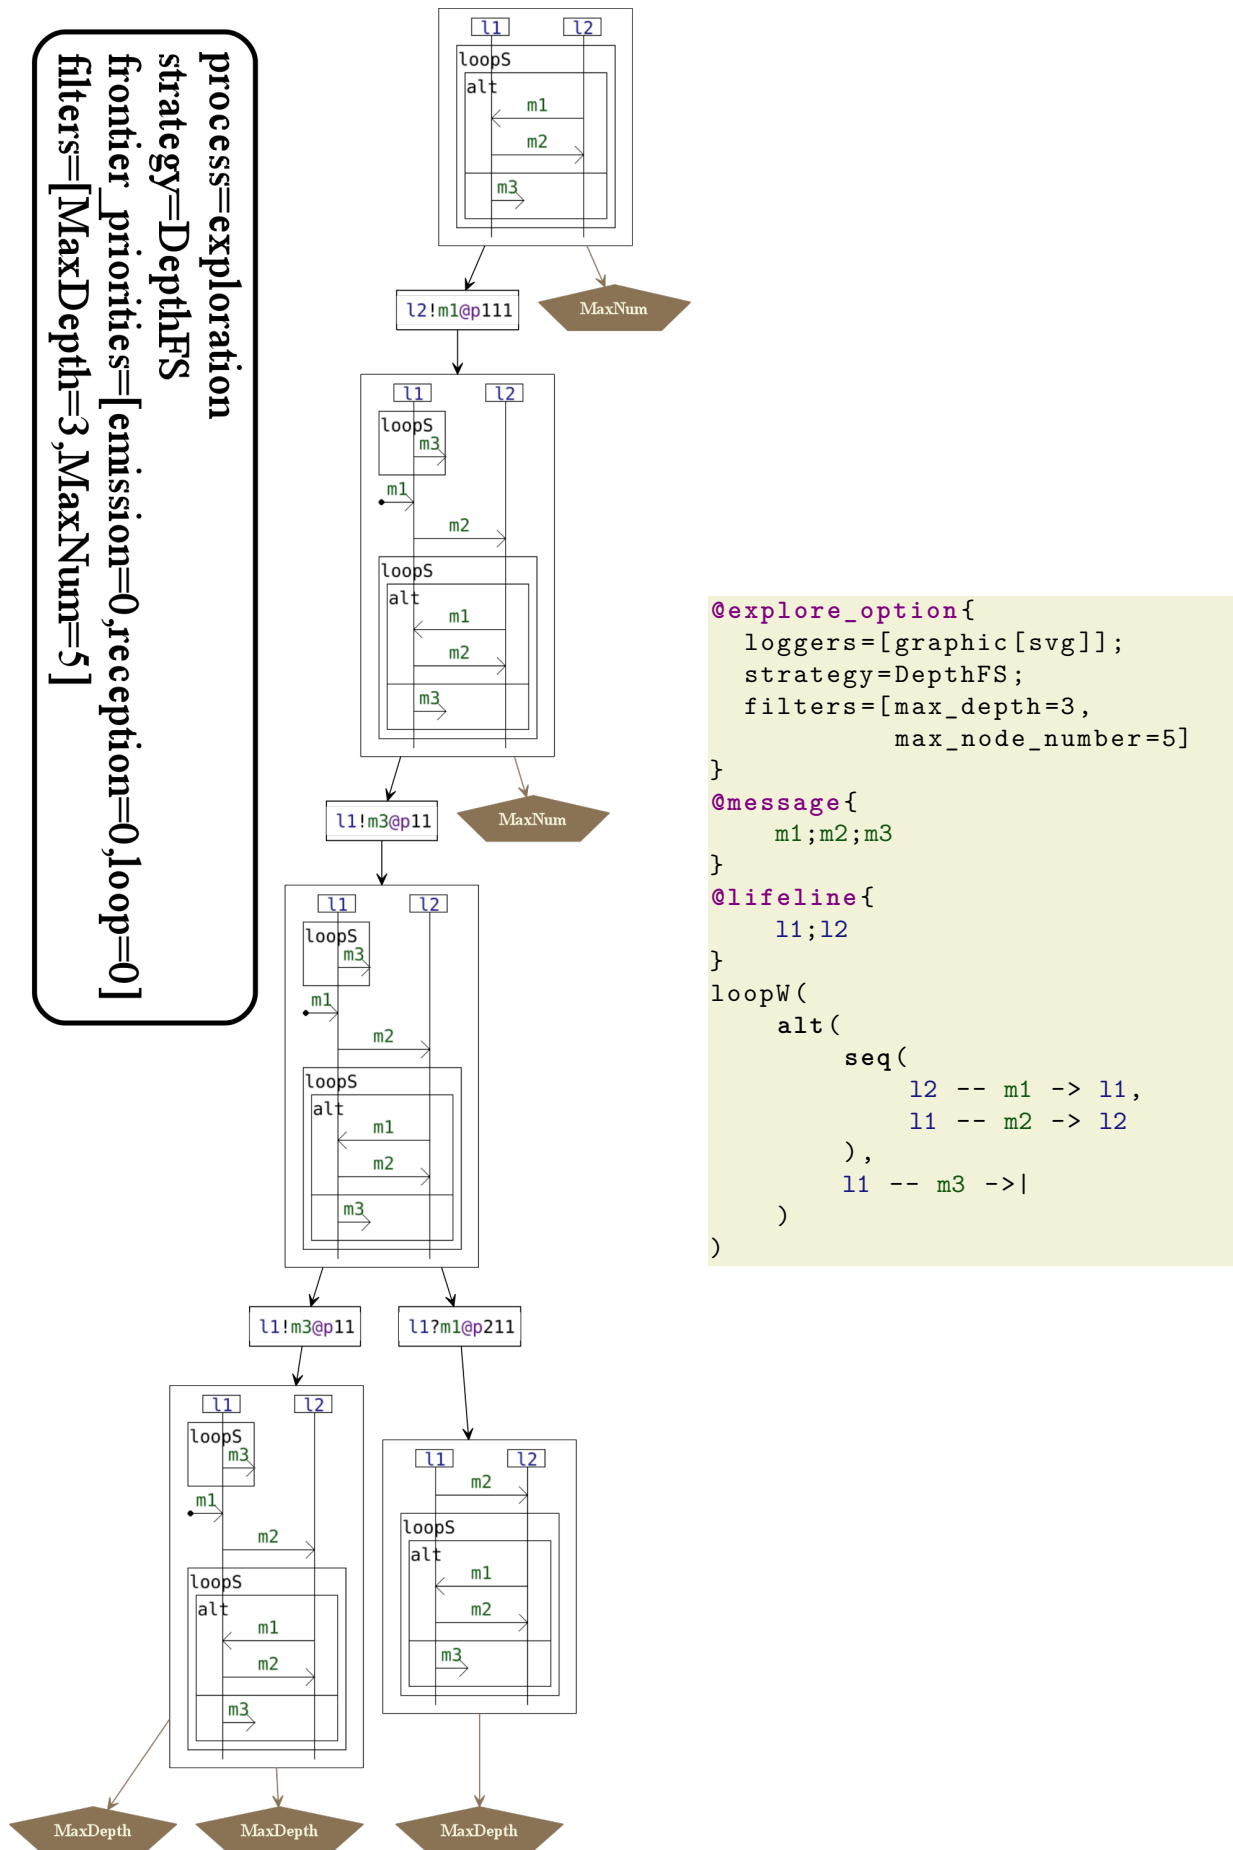 process=exploration
strategy=DepthFS
frontier_priorities=[emission=0,reception=0,loop=0]
filters=[MaxDepth=3,MaxNum=5]
l1 l2
loopS
alt
m1
m2
m3
l2!m1@p111
MaxNum
l1 l2
loopS
m3
m1
m2
loopS
alt
m1
m2
m3
l1!m3@p11
MaxNum
l1 l2
loopS
m3
m1
m2
loopS
alt
m1
m2
m3
l1!m3@p11
l1?m1@p211
l1 l2
loopS
m3
m1
m2
loopS
alt
m1
m2
m3
l1 l2
m2
loopS
alt
m1
m2
m3
MaxDepth
MaxDepth
MaxDepth
@explore_option{
loggers=[graphic[svg]];
strategy=DepthFS;
filters=[max_depth=3,
max_node_number=5]
}
@message{
m1;m2;m3
}
@lifeline{
l1;l2
}
loopW(
alt(
seq(
l2 -- m1 -> l1,
l1 -- m2 -> l2
),
l1 -- m3 ->|
)
)